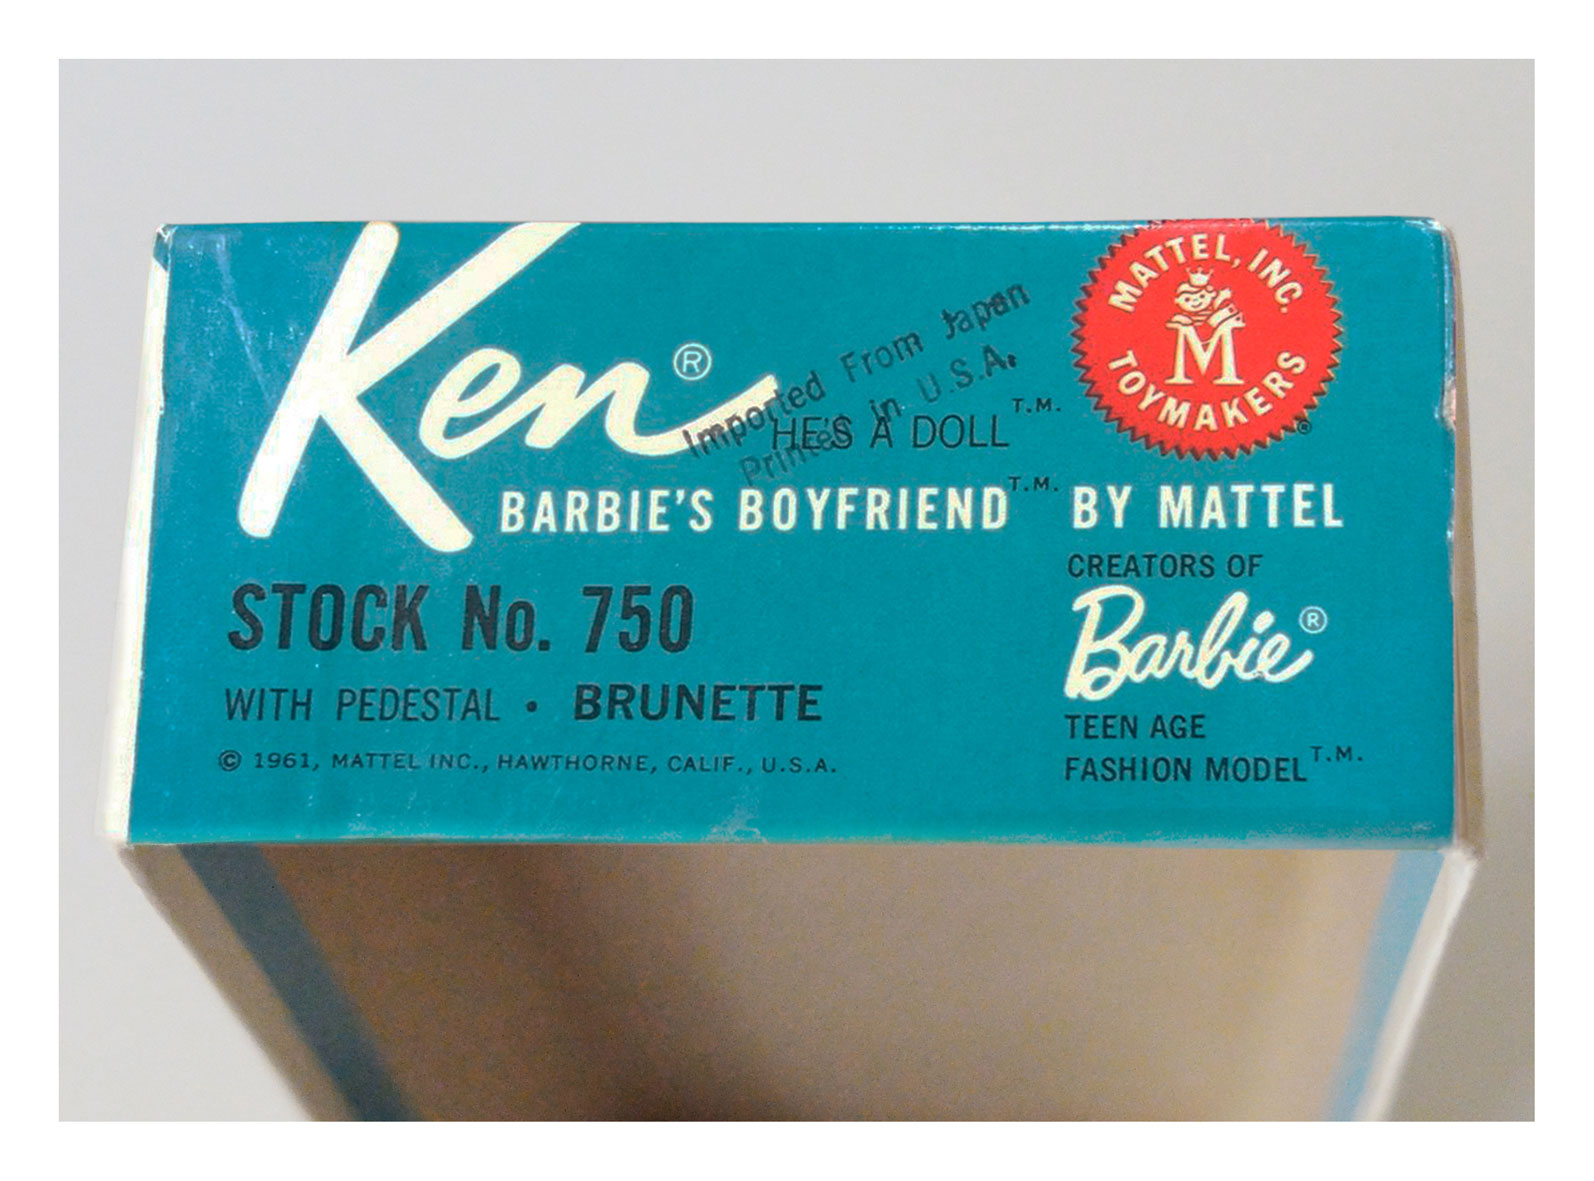 Ken®
Imported From Japan
Printed in U.S.A.
HE'S A DOLL T.M.
BARBIE'S BOYFRIEND T.M. BY MATTEL
MATTEL, INC.
M
TOYMAKERS
®
STOCK No. 750
WITH PEDESTAL • BRUNETTE
© 1961, MATTEL INC., HAWTHORNE, CALIF., U.S.A.
CREATORS OF
Barbie®
TEEN AGE
FASHION MODEL T.M.